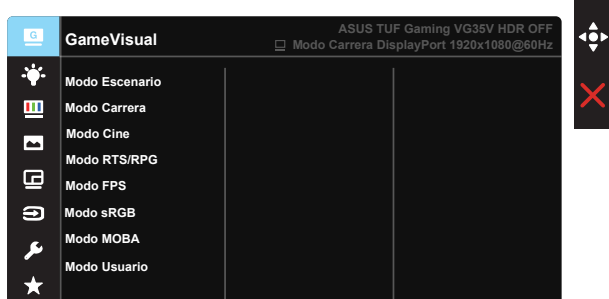 G
GameVisual
ASUS TUF Gaming VG35V HDR OFF
Modo Carrera DisplayPort 1920x1080@60Hz
Modo Escenario
Modo Carrera
Modo Cine
Modo RTS/RPG
Modo FPS
Modo sRGB
Modo MOBA
Modo Usuario